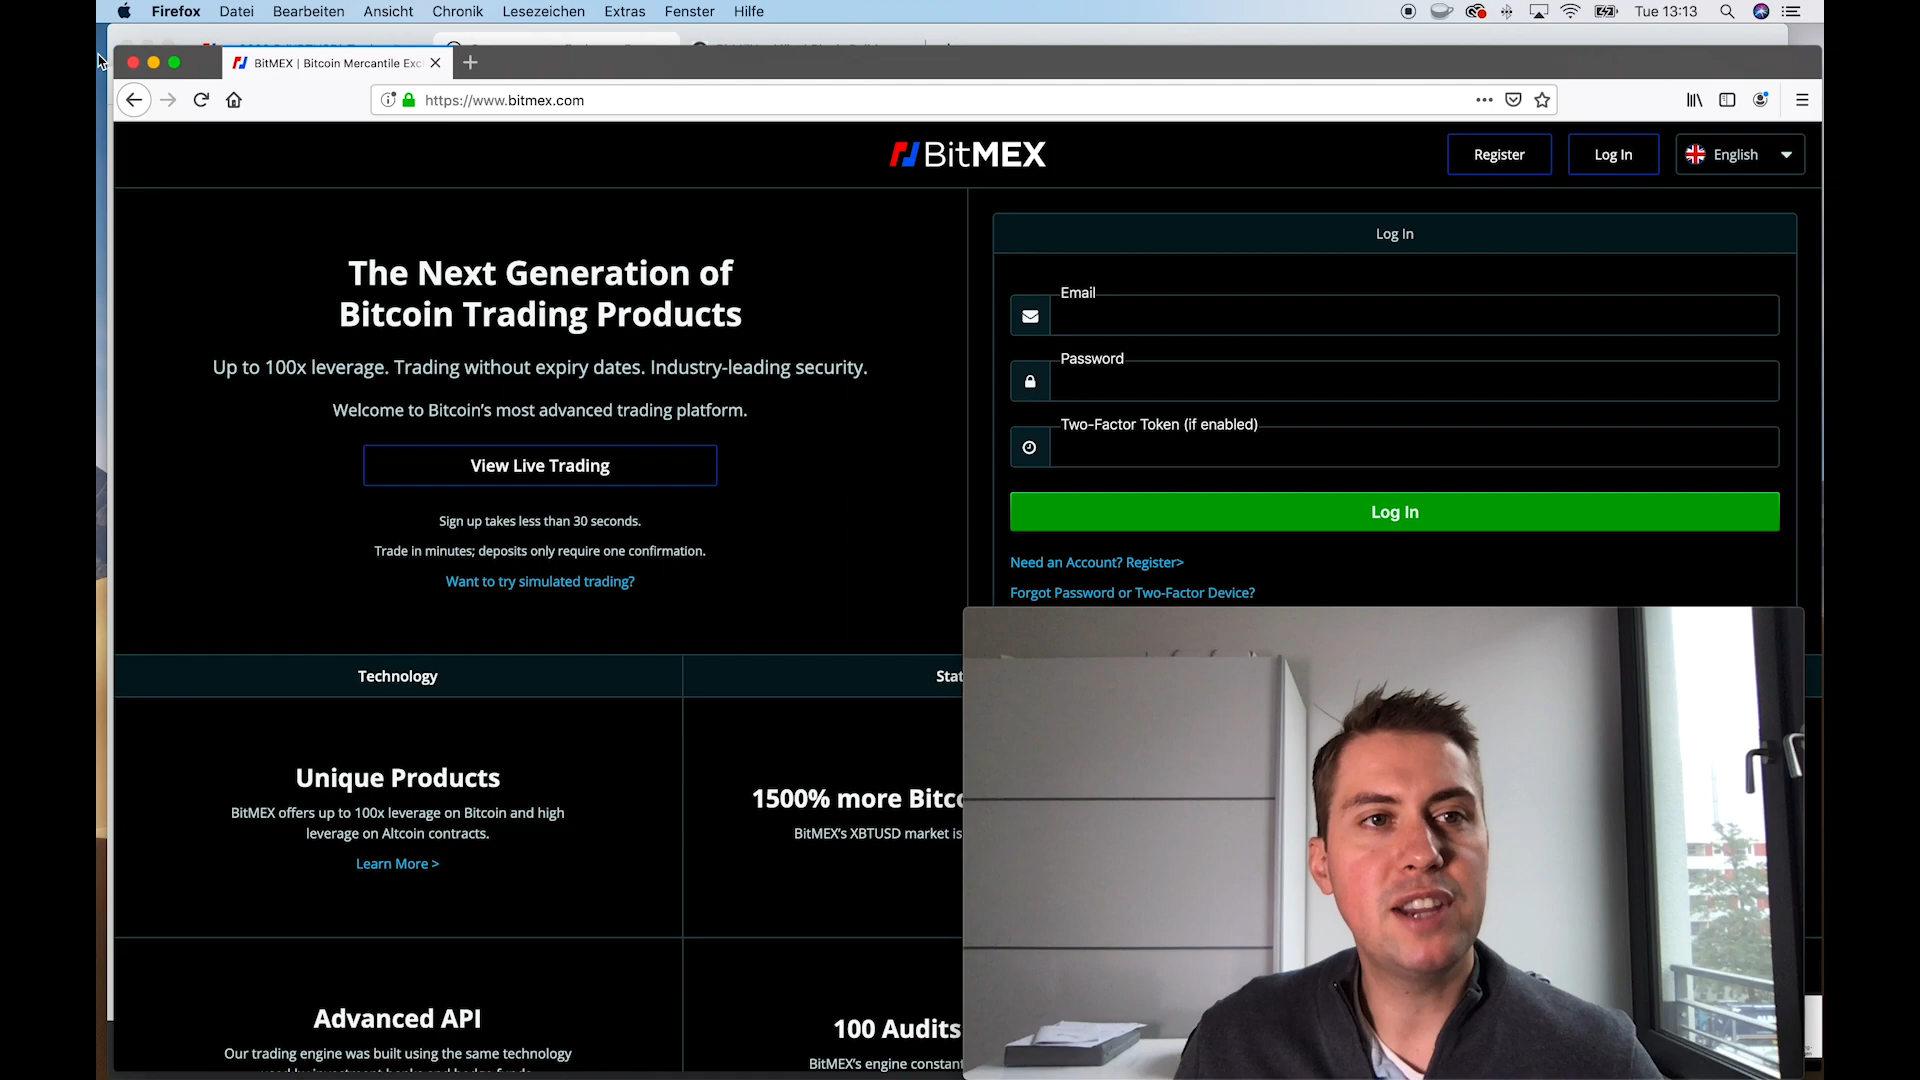 Firefox Datei Bearbeiten Ansicht Chronik Lesezeichen Extras Fenster Hilfe Tue 13:13
BitMEX | Bitcoin Mercantile Exc
https://www.bitmex.com
BitMEX
Register
Log In
English
The Next Generation of
Bitcoin Trading Products
Up to 100x leverage. Trading without expiry dates. Industry-leading security.
Welcome to Bitcoin's most advanced trading platform.
View Live Trading
Sign up takes less than 30 seconds.
Trade in minutes; deposits only require one confirmation.
Want to try simulated trading?
Log In
Email
Password
Two-Factor Token (if enabled)
Log In
Need an Account? Register>
Forgot Password or Two-Factor Device?
Technology
Stat
Unique Products
BitMEX offers up to 100x leverage on Bitcoin and high
leverage on Altcoin contracts.
Learn More >
1500% more Bitco
BitMEX's XBTUSD market is
Advanced API
Our trading engine was built using the same technology
100 Audits
BitMEX's engine constant